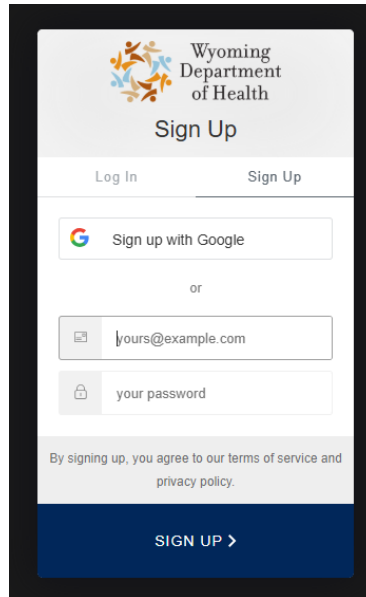 Wyoming
Department
of Health
Sign Up
Log In
Sign Up
Sign up with Google
or
yours@example.com
your password
By signing up, you agree to our terms of service and
privacy policy.
SIGN UP >